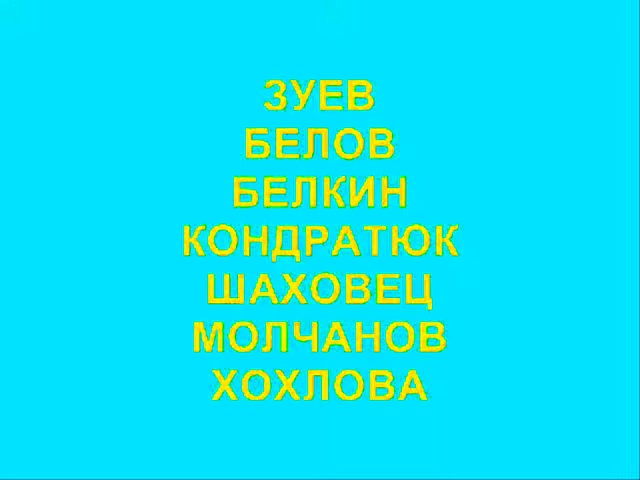 ЗУЕВ
БЕЛОВ
БЕЛКИН
КОНДРАТЮК
ШАХОВЕЦ
МОЛЧАНОВ
ХОХЛОВА